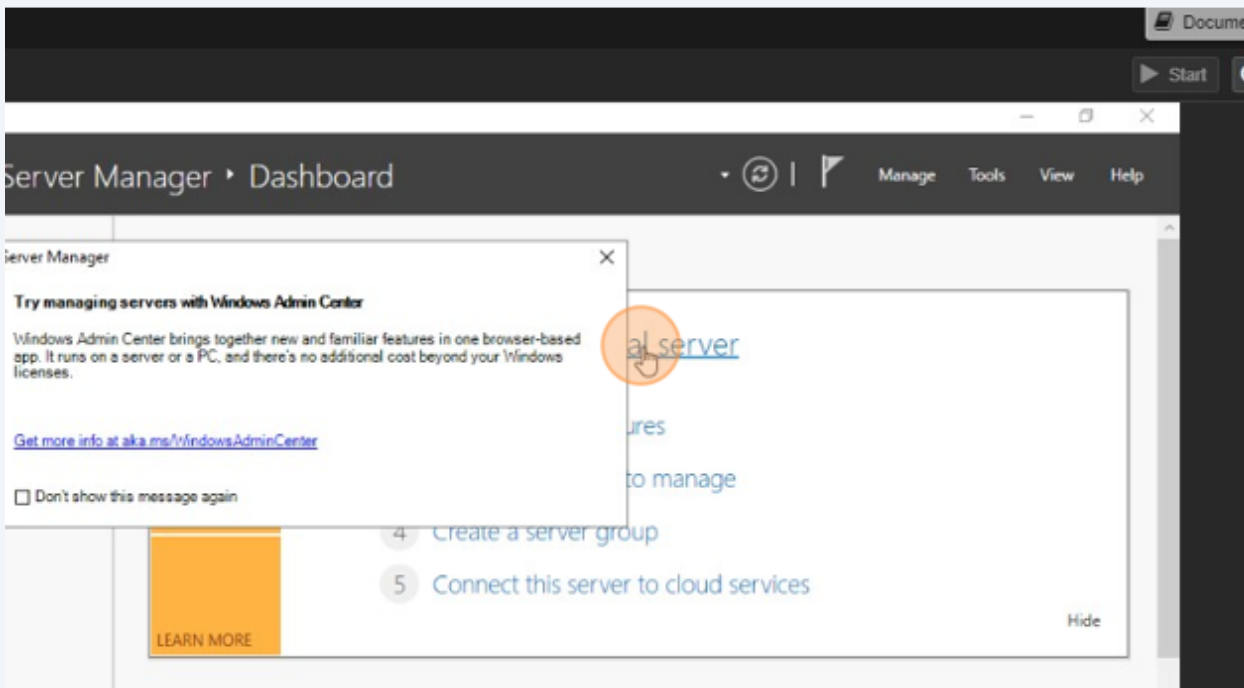 Docume
Start
Server Manager ‣ Dashboard
Manage Tools View Help
Server Manager
Try managing servers with Windows Admin Center
Windows Admin Center brings together new and familiar features in one browser-based
app. It runs on a server or a PC, and there's no additional cost beyond your Windows
licenses.
Get more info at aka.ms/WindowsAdminCenter
Don't show this message again
al server
ures
to manage
4 Create a server group
5 Connect this server to cloud services
Hide
LEARN MORE